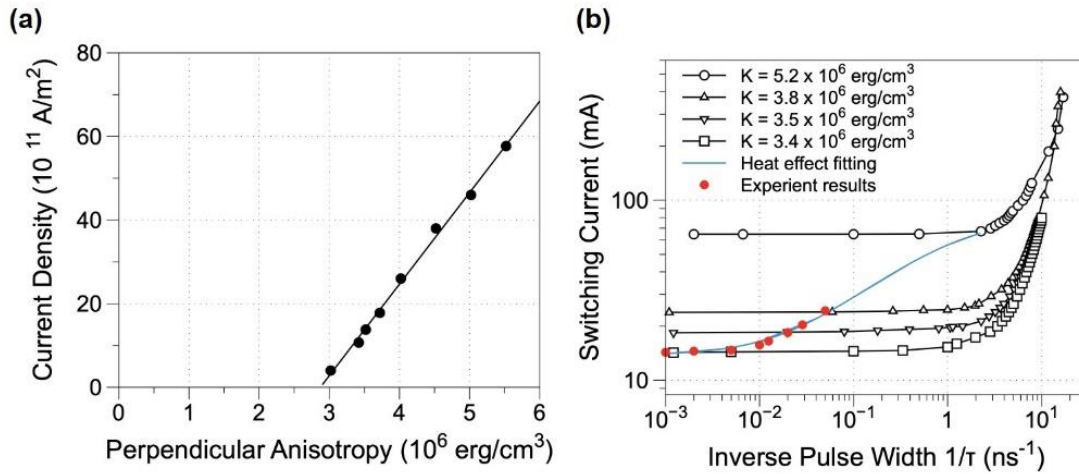 (a)
80
60
40
20
0
Current Density (10 ¹¹ A/m²)
0 1 2 3 4 5 6
Perpendicular Anisotropy (10⁶ erg/cm³)
(b)
K = 5.2 x 10⁶ erg/cm³
K = 3.8 x 10⁶ erg/cm³
K = 3.5 x 10⁶ erg/cm³
K = 3.4 x 10⁶ erg/cm³
Heat effect fitting
Experient results
100
10
Switching Current (mA)
10⁻³ 10⁻² 10⁻¹ 1 10¹
Inverse Pulse Width 1/τ (ns⁻¹)